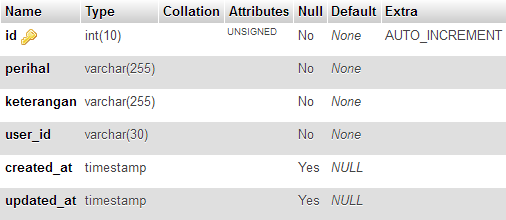 Name Type Collation Attributes Null Default Extra
id int(10) UNSIGNED No None AUTO_INCREMENT
perihal varchar(255) No None
keterangan varchar(255) No None
user_id varchar(30) No None
created_at timestamp Yes NULL
updated_at timestamp Yes NULL